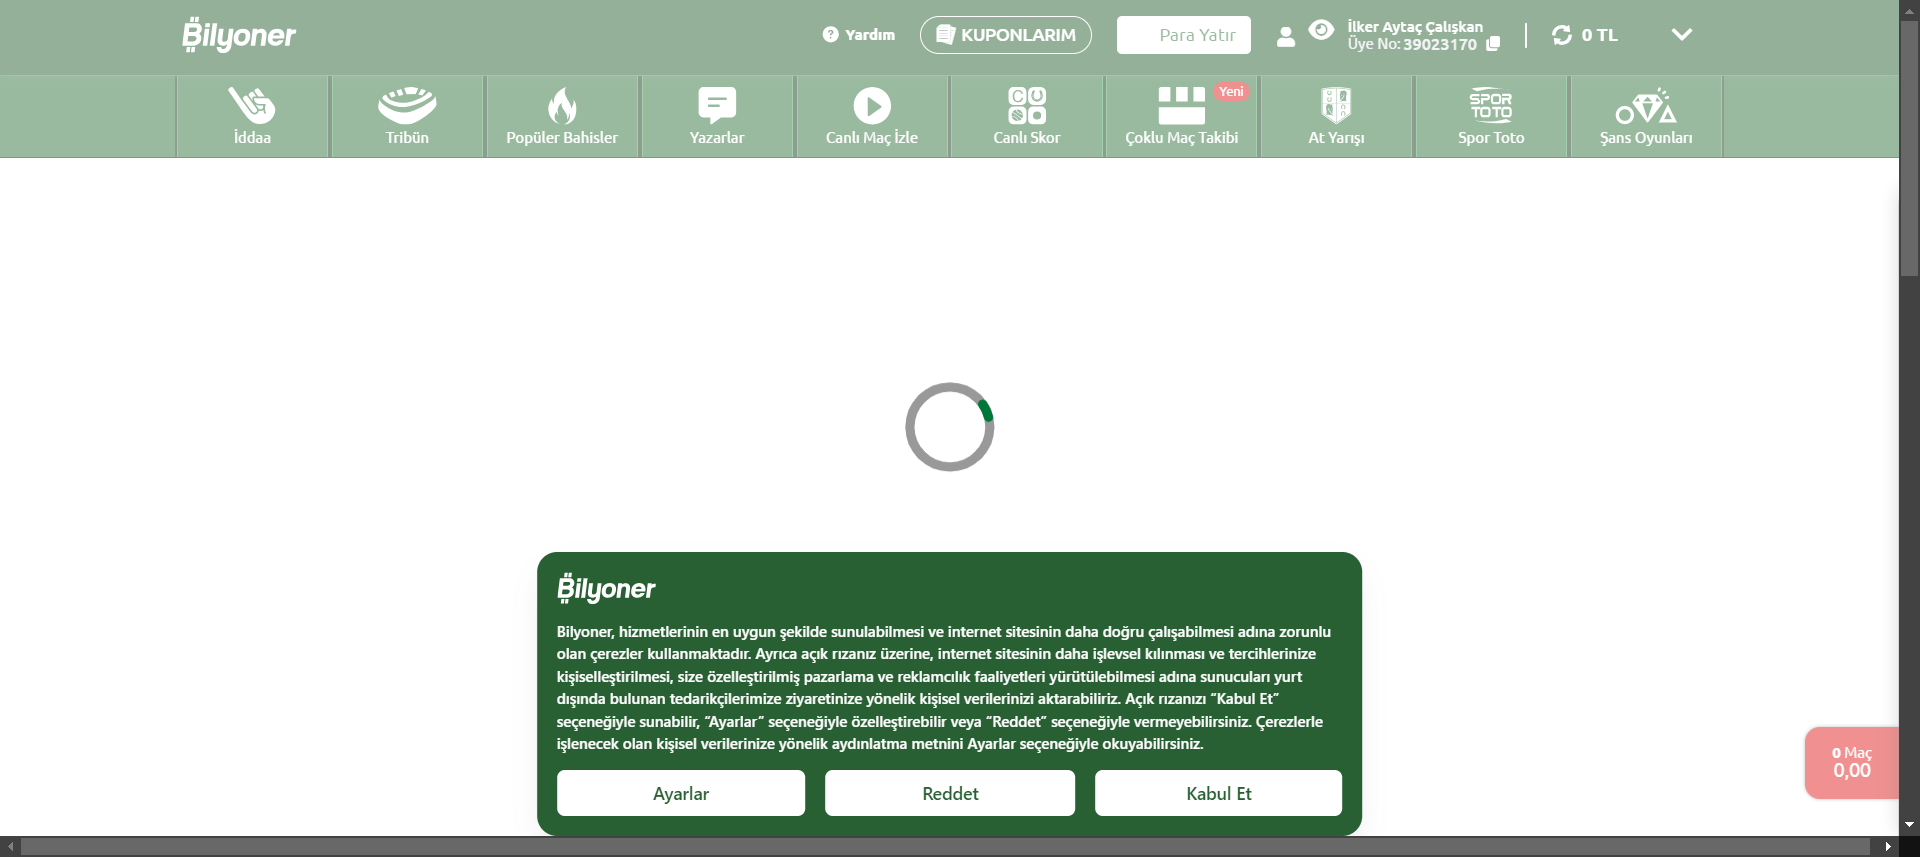 Bilyoner
Yardım
KUPONLARIM
Para Yatır
İlker Aytaç Çalışkan
Üye No: 39023170
0 TL
İddaa
Tribün
Popüler Bahisler
Yazarlar
Canlı Maç İzle
Canlı Skor
Çoklu Maç Takibi
Yeni
At Yarışı
SPOR TOTO
Spor Toto
Şans Oyunları
Bilyoner
Bilyoner, hizmetlerinin en uygun şekilde sunulabilmesi ve internet sitesinin daha doğru çalışabilmesi adına zorunlu
olan çerezler kullanmaktadır. Ayrıca açık rızanız üzerine, internet sitesinin daha işlevsel kılınması ve tercihlerinize
kişiselleştirilmesi, size özelleştirilmiş pazarlama ve reklamcılık faaliyetleri yürütülebilmesi adına sunucuları yurt
dışında bulunan tedarikçilerimize ziyaretinize yönelik kişisel verilerinizi aktarabiliriz. Açık rızanızı “Kabul Et”
seçeneğiyle sunabilir, “Ayarlar” seçeneğiyle özelleştirebilir veya “Reddet” seçeneğiyle vermeyebilirsiniz. Çerezlerle
işlenecek olan kişisel verilerinize yönelik aydınlatma metnini Ayarlar seçeneğiyle okuyabilirsiniz.
Ayarlar
Reddet
Kabul Et
0 Maç
0,00